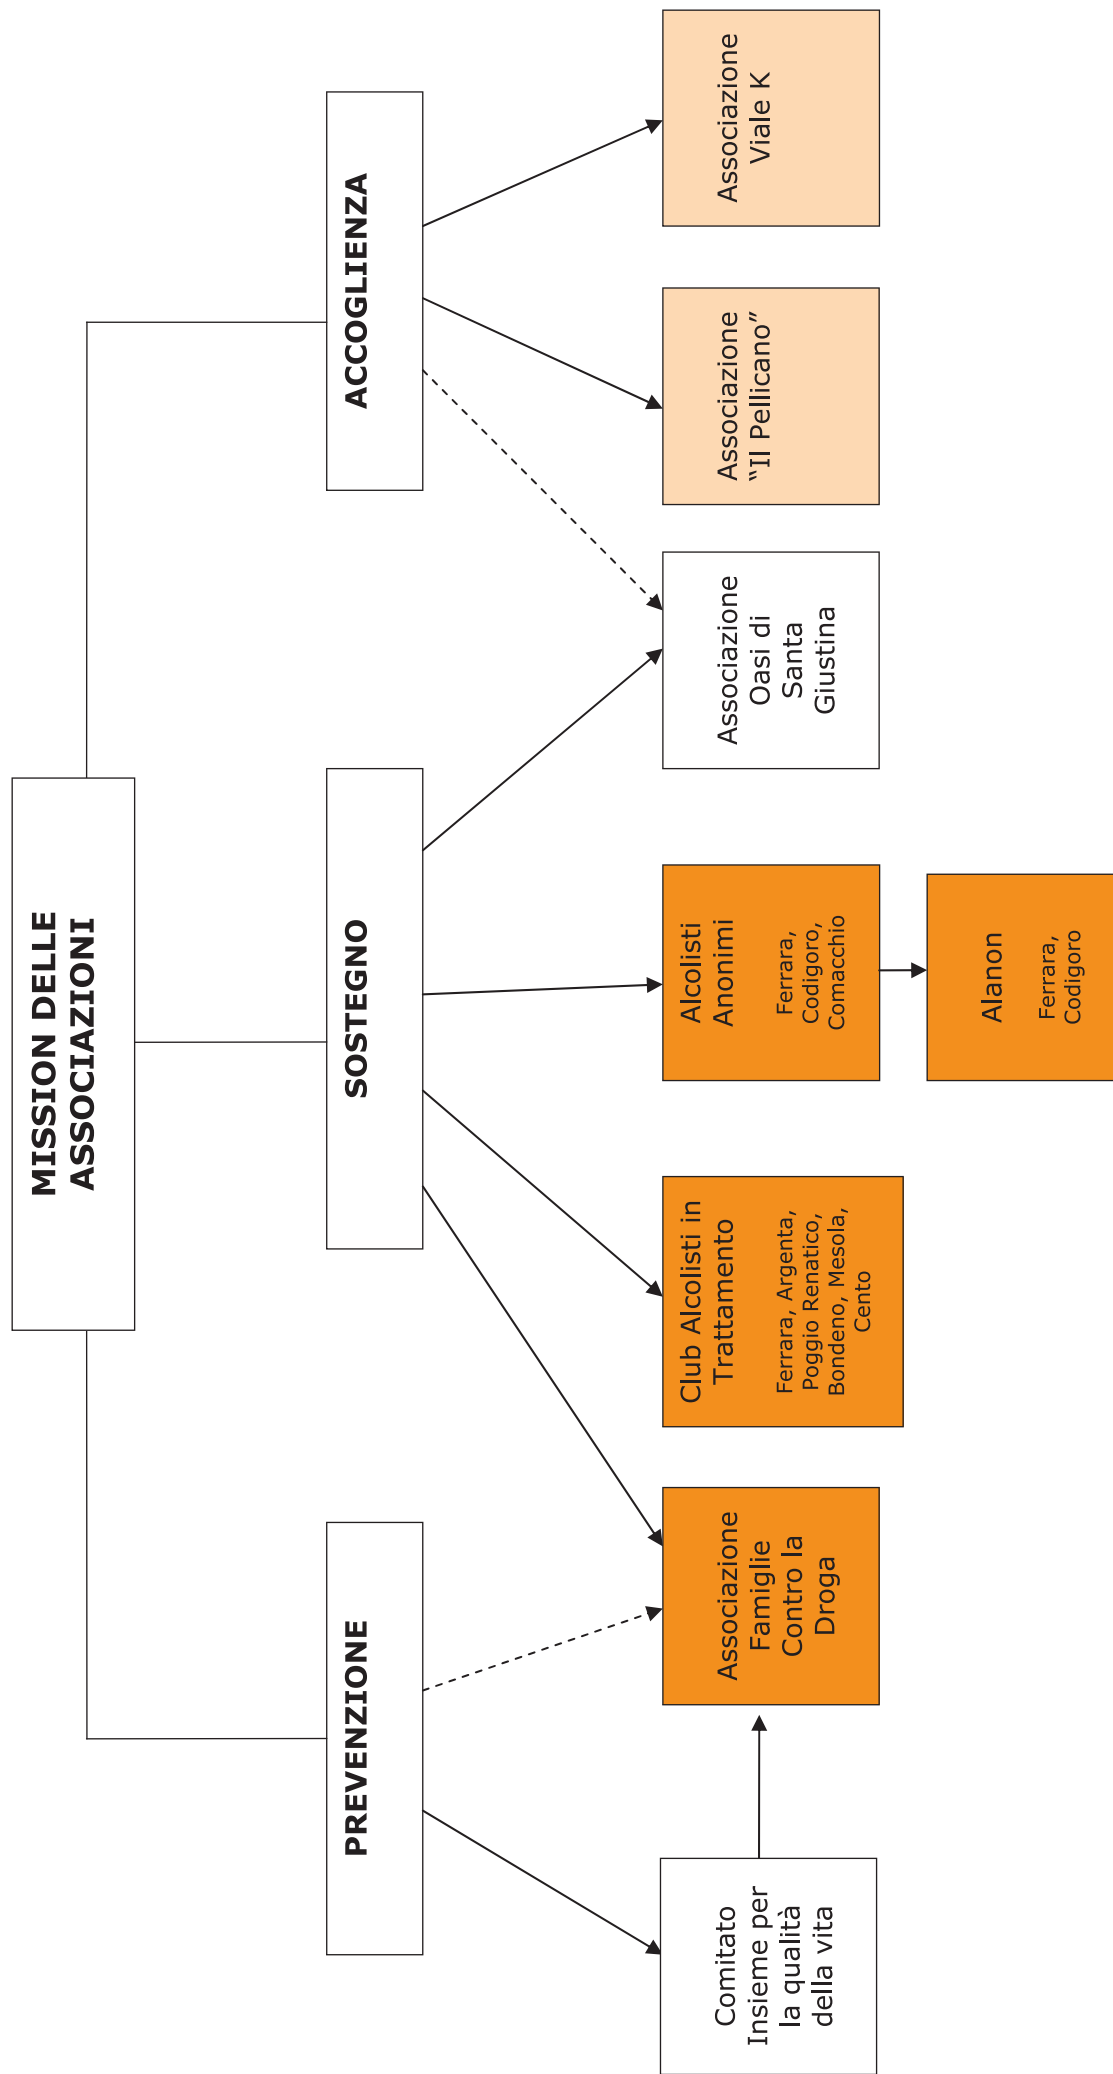 MISSION DELLE
ASSOCIAZIONI
PREVENZIONE
SOSTEGNO
ACCOGLIENZA
Comitato
Insieme per
la qualità
della vita
Associazione
Famiglie
Contro la
Droga
Club Alcolisti in
Trattamento
Ferrara, Argenta,
Poggio Renatico,
Bondeno, Mesola,
Cento
Alcolisti
Anonimi
Ferrara,
Codigoro,
Comacchio
Associazione
Oasi di
Santa
Giustina
Associazione
“Il Pellicano”
Associazione
Viale K
Alanon
Ferrara,
Codigoro